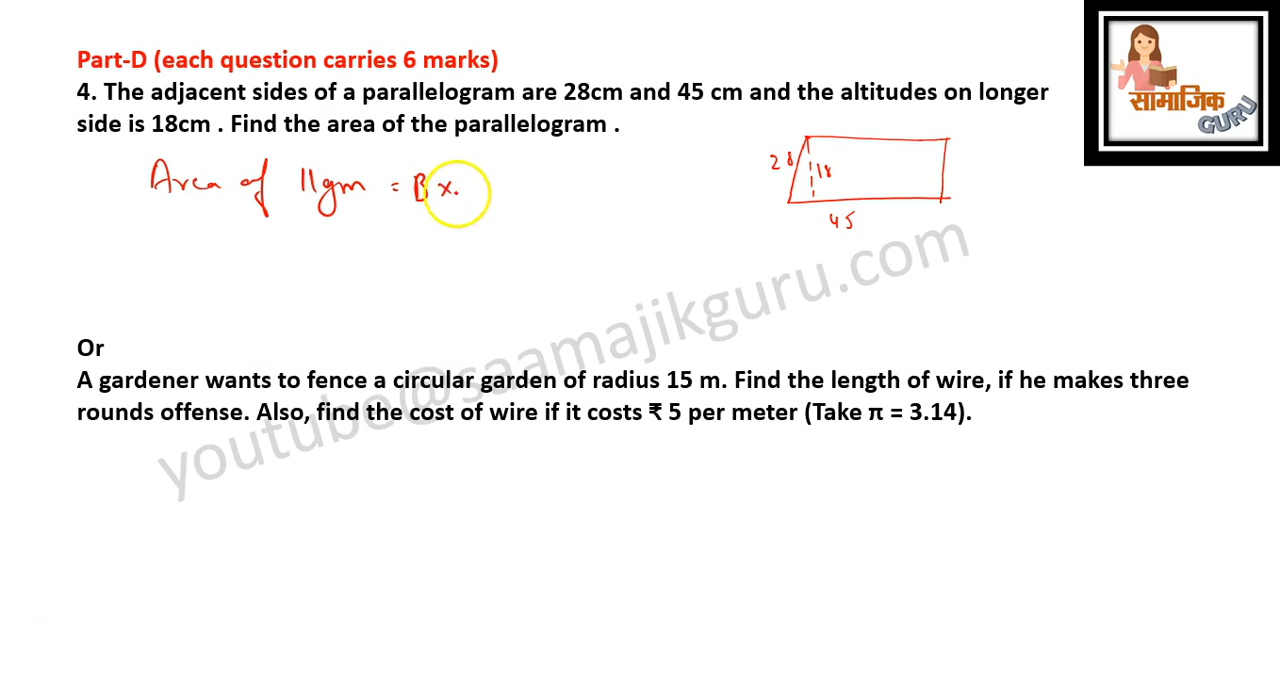 Part-D (each question carries 6 marks)
4. The adjacent sides of a parallelogram are 28cm and 45 cm and the altitudes on longer
side is 18cm . Find the area of the parallelogram .
सामाजिक
GURU
28
18
45
Area of ||gm = B x.
Or
A gardener wants to fence a circular garden of radius 15 m. Find the length of wire, if he makes three
rounds offense. Also, find the cost of wire if it costs ₹ 5 per meter (Take π = 3.14).
youtube@saamajikguru.com